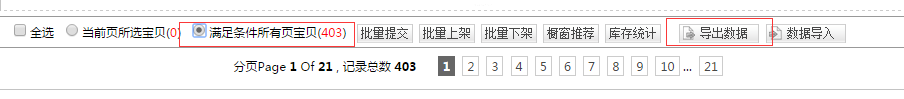 全选 当前页所选宝贝(0) 满足条件所有页宝贝(403) 批量提交 批量上架 批量下架 橱窗推荐 库存统计 导出数据 数据导入
分页Page 1 Of 21 , 记录总数 403 1 2 3 4 5 6 7 8 9 10 ... 21